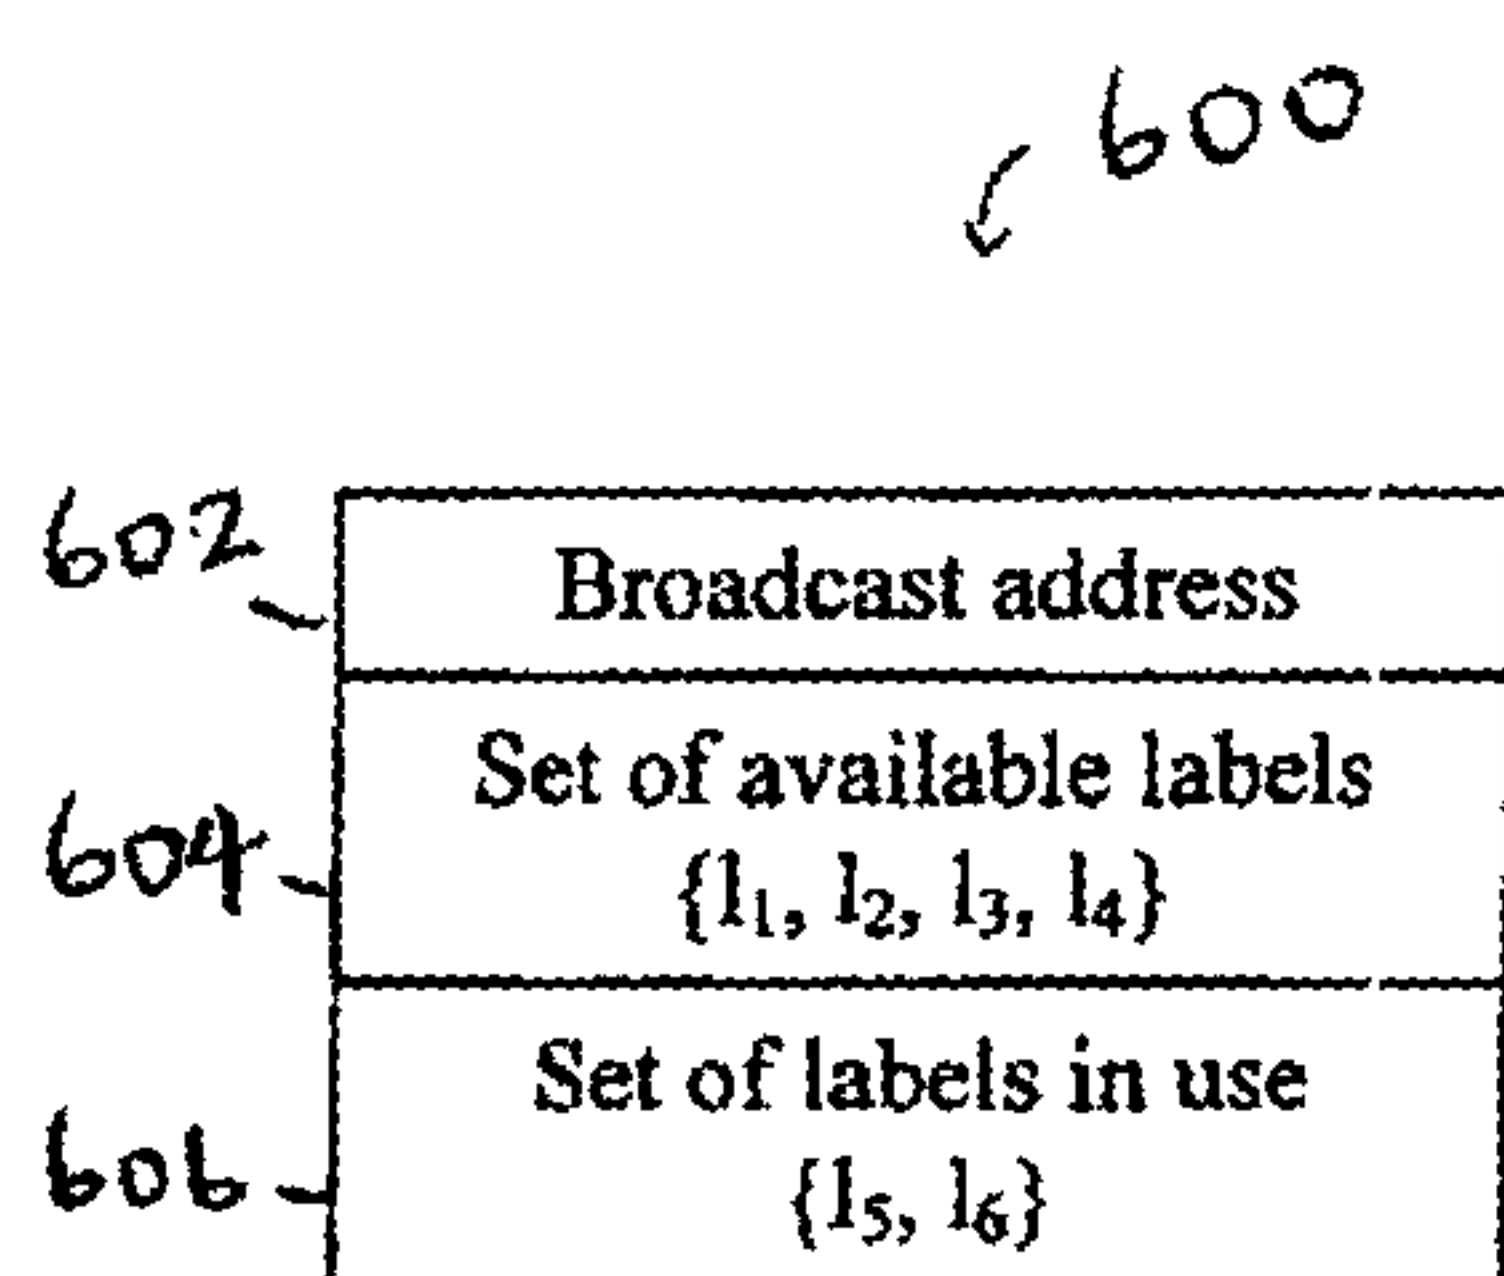 600
602
Broadcast address
Set of available labels
604
{l₁, l₂, l₃, l₄}
Set of labels in use
606
{l₅, l₆}